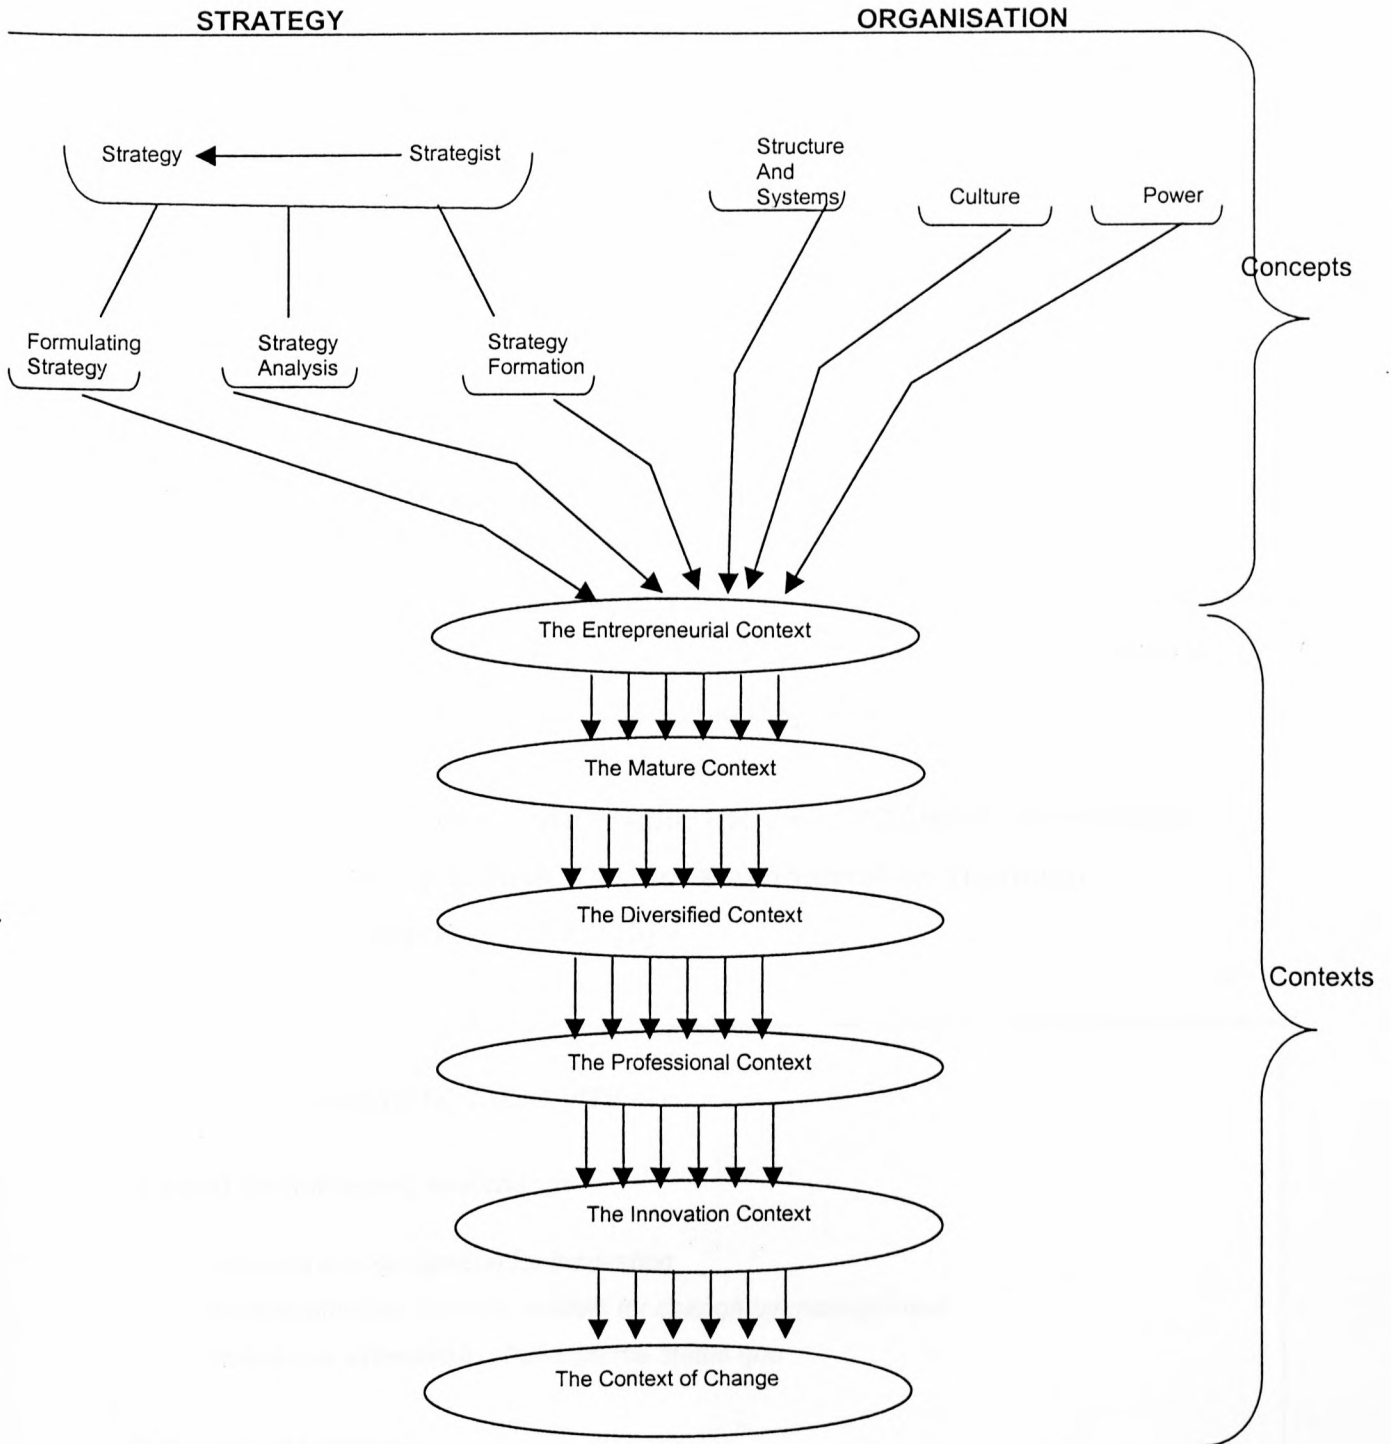 STRATEGY
ORGANISATION
Strategy
Strategist
Structure
And
Systems
Culture
Power
Concepts
Formulating
Strategy
Strategy
Analysis
Strategy
Formation
The Entrepreneurial Context
The Mature Context
The Diversified Context
Contexts
The Professional Context
The Innovation Context
The Context of Change